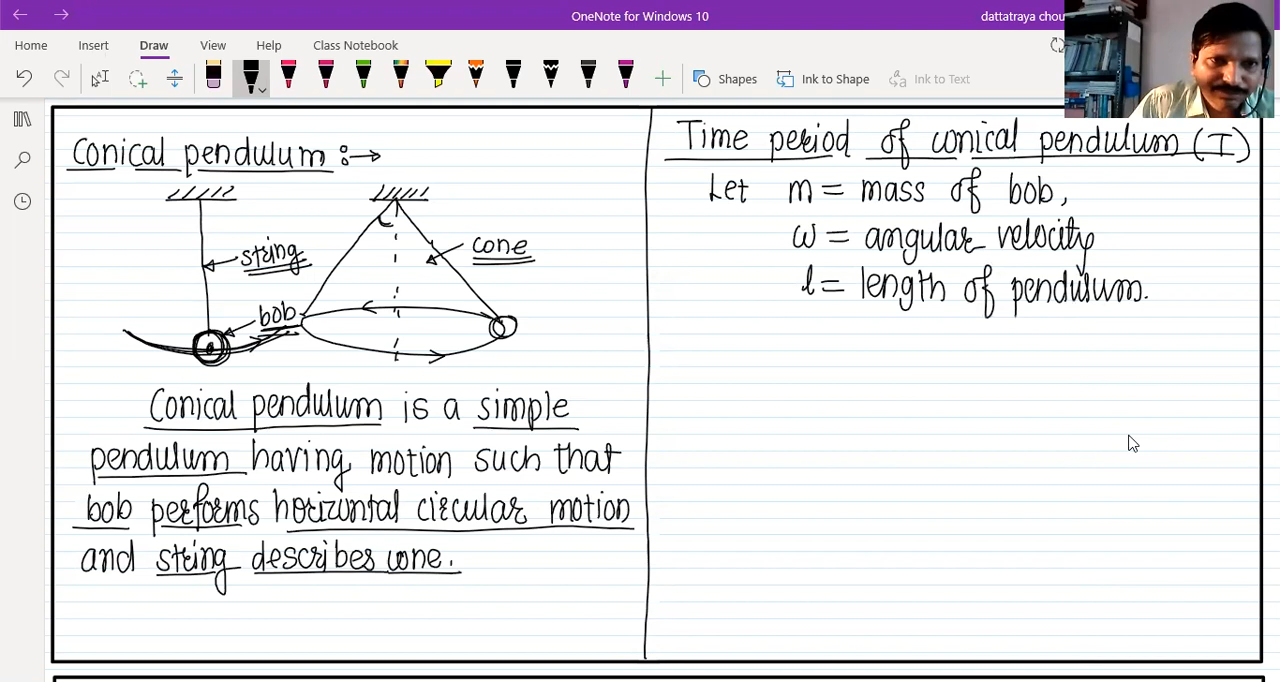 OneNote for Windows 10
dattatraya chou
Home Insert Draw View Help Class Notebook
Shapes Ink to Shape Ink to Text
Conical pendulum :→
string
cone
bob
Conical pendulum is a simple
pendulum having motion such that
bob performs horizontal circular motion
and string describes cone.
Time period of conical pendulum (T)
Let m = mass of bob,
ω = angular velocity
l = length of pendulum.